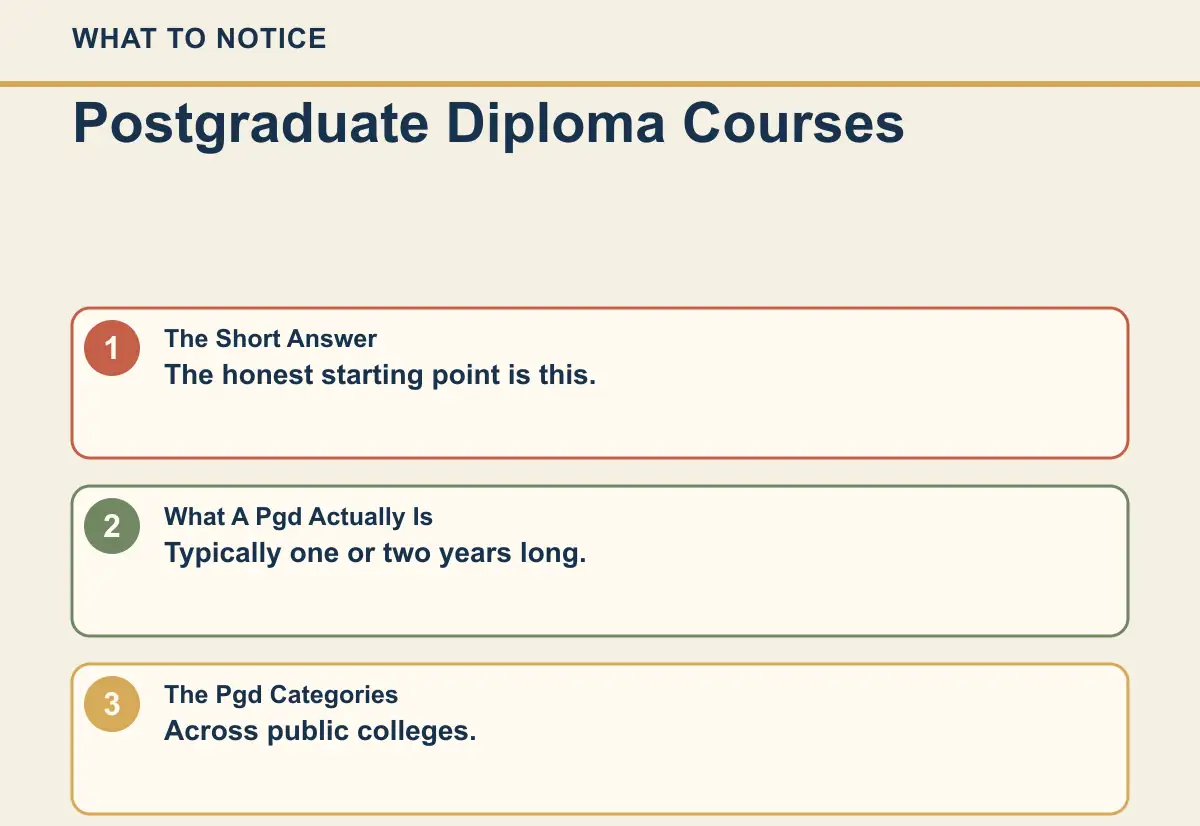 WHAT TO NOTICE
Postgraduate Diploma Courses
1
The Short Answer
The honest starting point is this.
2
What A Pgd Actually Is
Typically one or two years long.
3
The Pgd Categories
Across public colleges.